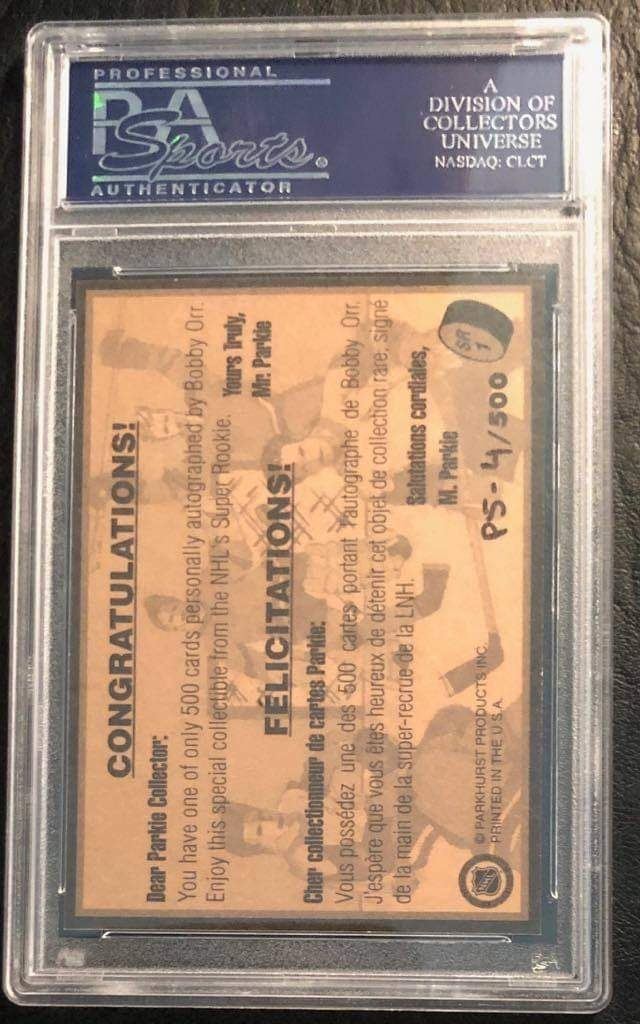 PROFESSIONAL
PSA
Sports
AUTHENTICATOR
A
DIVISION OF
COLLECTORS
UNIVERSE
NASDAQ: CLCT
CONGRATULATIONS!
Dear Parkie Collector:
You have one of only 500 cards personally autographed by Bobby Orr.
Enjoy this special collectible from the NHL's Super Rookie.
Yours Truly,
Mr. Parkie
FÉLICITATIONS!
Cher collectionneur de cartes Parkie:
Vous possédez une des 500 cartes portant l'autographe de Bobby Orr.
J'espère que vous êtes heureux de détenir cet objet de collection rare, signé
de la main de la super-recrue de la LNH.
Salutations cordiales,
M. Parkie
SR
1
PS-4/500
© PARKHURST PRODUCTS INC.
PRINTED IN THE U.S.A.
NHL